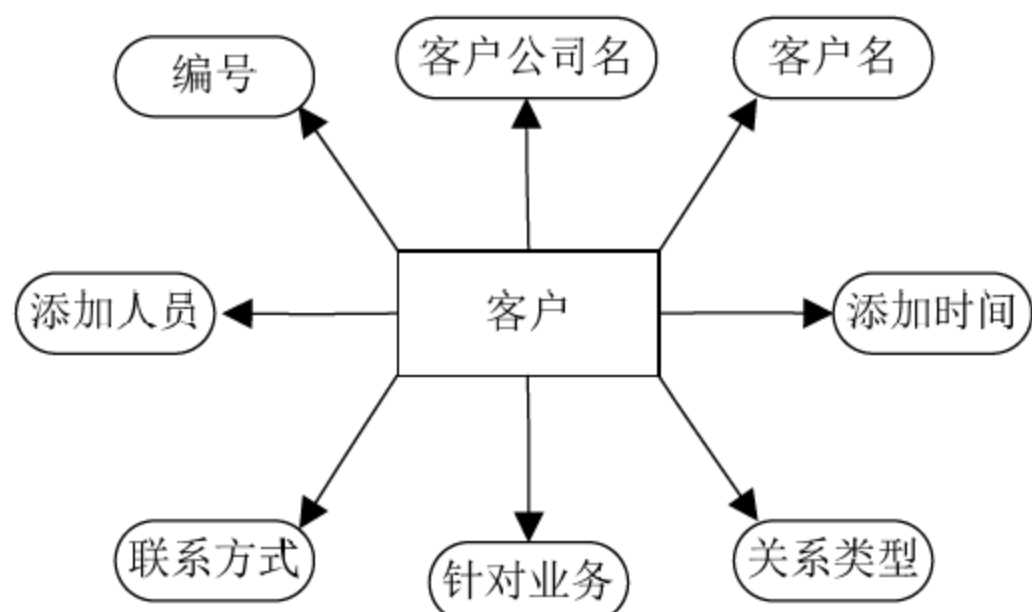 编号
客户公司名
客户名
添加人员
客户
添加时间
联系方式
针对业务
关系类型